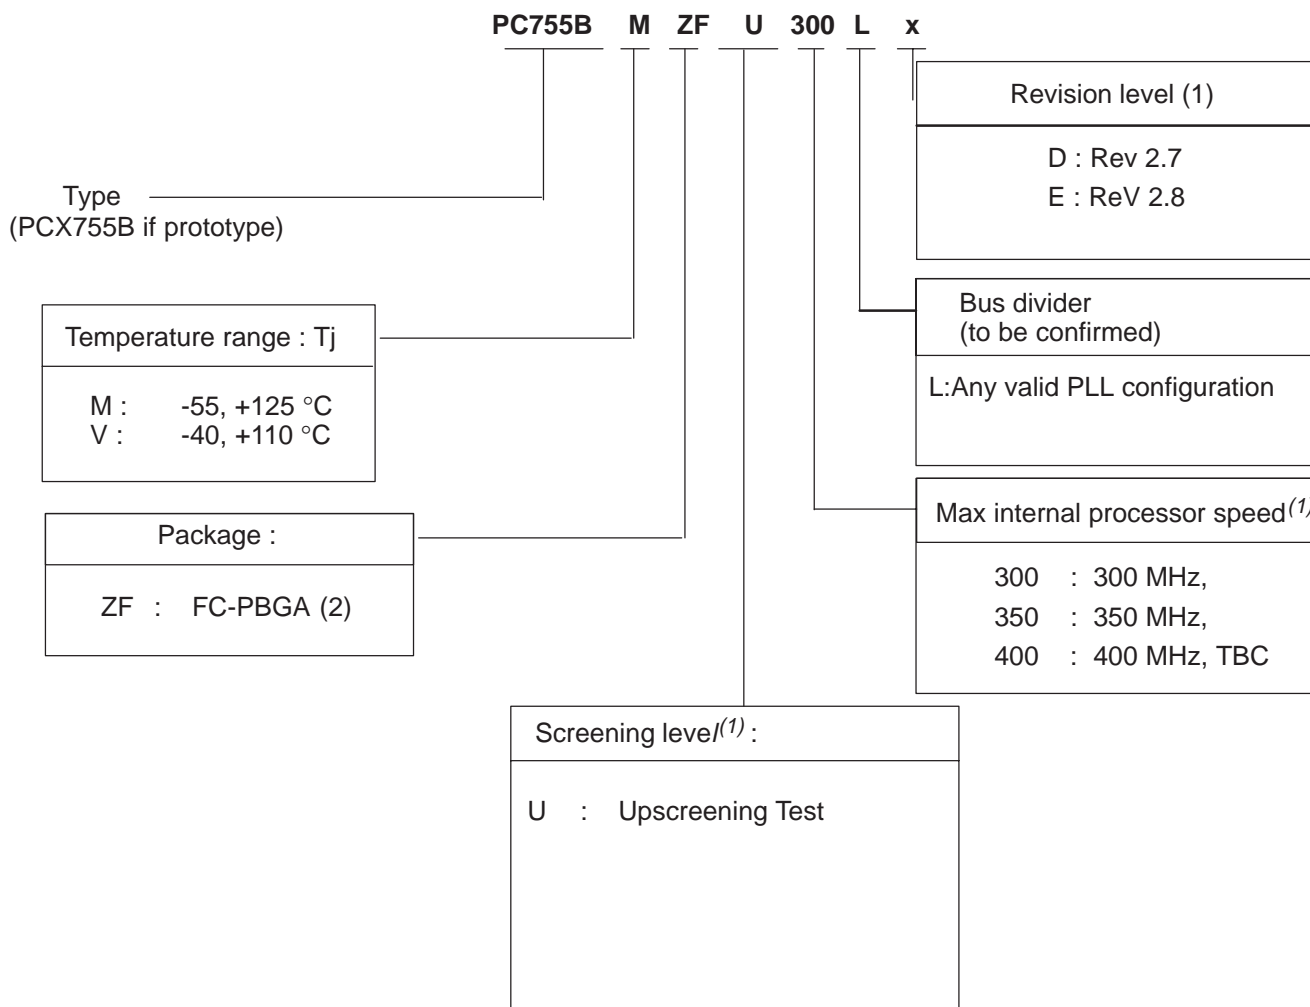 PC755B M ZF U 300 L x
Revision level (1)
D : Rev 2.7
E : ReV 2.8
Type
(PCX755B if prototype)
Bus divider
(to be confirmed)
L:Any valid PLL configuration
Temperature range : Tj
M : -55, +125 °C
V : -40, +110 °C
Max internal processor speed(1)
300 : 300 MHz,
350 : 350 MHz,
400 : 400 MHz, TBC
Package :
ZF : FC-PBGA (2)
Screening level(1) :
U : Upscreening Test